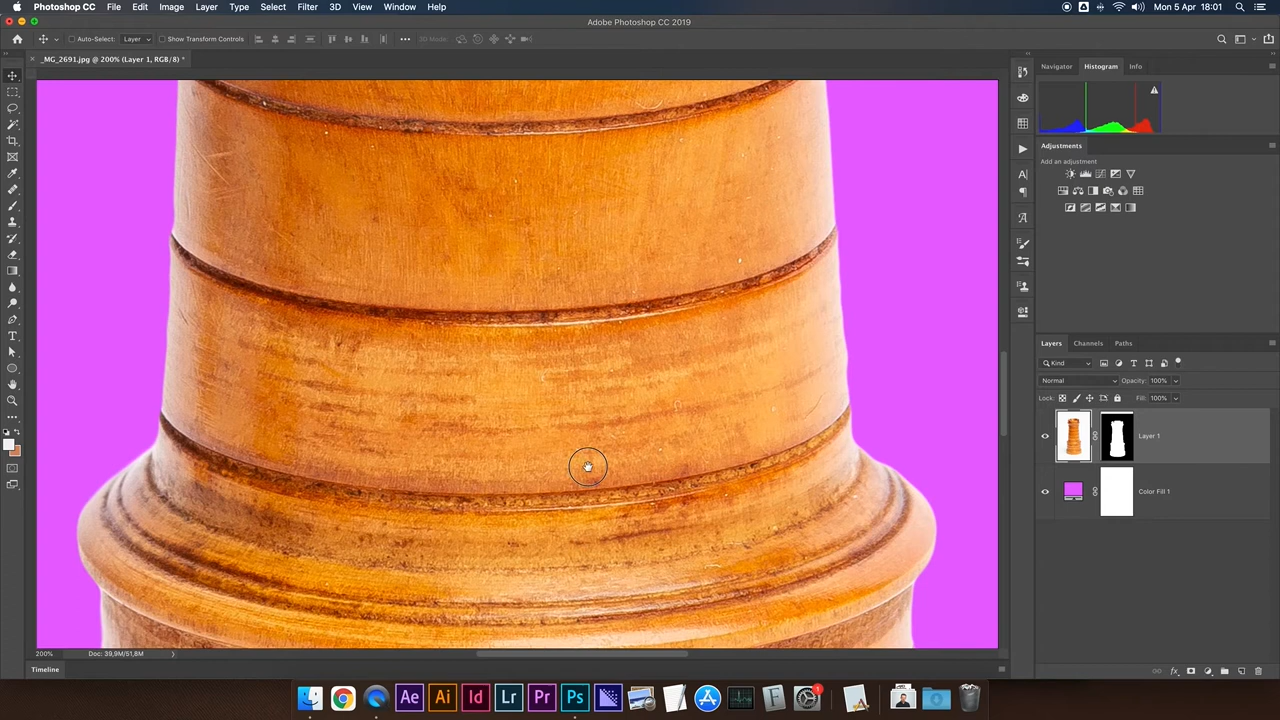 Photoshop CC File Edit Image Layer Type Select Filter 3D View Window Help Mon 5 Apr 18:01
Adobe Photoshop CC 2019
Auto-Select: Layer Show Transform Controls 3D Mode:
_MG_2691.jpg @ 200% (Layer 1, RGB/8) *
Navigator Histogram Info
Adjustments
Add an adjustment
Layers Channels Paths
Kind
Normal Opacity: 100%
Lock: Fill: 100%
Layer 1
Color Fill 1
200% Doc: 39,9M/51,8M
Timeline
Ae Ai Id Lr Pr Ps
1